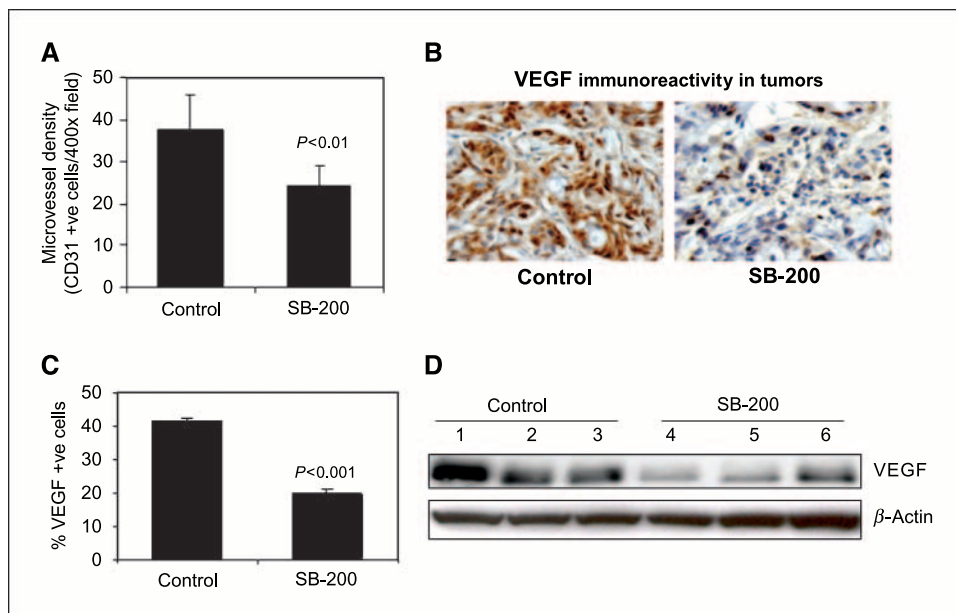 A
Microvessel density
(CD31 +ve cells/400x field)
50
40
30
20
10
0
P<0.01
Control
SB-200
B
VEGF immunoreactivity in tumors
Control
SB-200
C
% VEGF +ve cells
50
40
30
20
10
0
P<0.001
Control
SB-200
D
Control
SB-200
1 2 3 4 5 6
VEGF
β-Actin